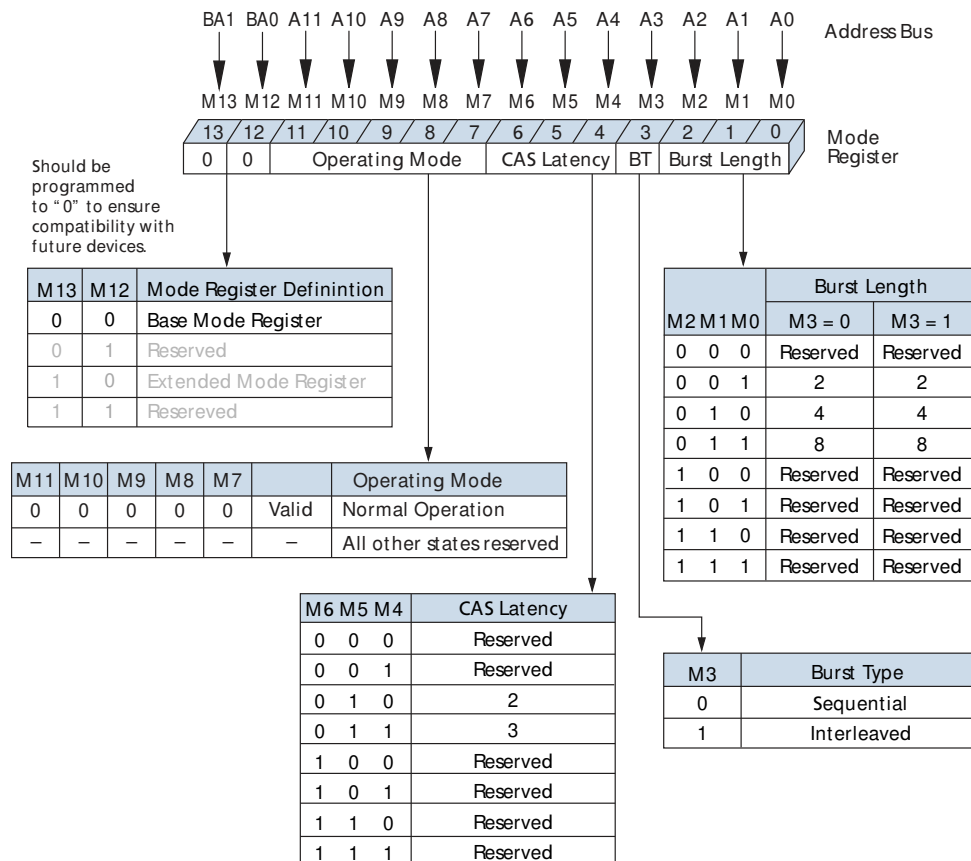 BA1 BA0 A11 A10 A9 A8 A7 A6 A5 A4 A3 A2 A1 A0
Address Bus
M13 M12 M11 M10 M9 M8 M7 M6 M5 M4 M3 M2 M1 M0
13 12 11 10 9 8 7 6 5 4 3 2 1 0
0 0 Operating Mode CAS Latency BT Burst Length
Mode
Register
Should be
programmed
to "0" to ensure
compatibility with
future devices.
M13 M12 Mode Register Definintion
0 0 Base Mode Register
0 1 Reserved
1 0 Extended Mode Register
1 1 Resereved
Burst Length
M2 M1 M0 M3 = 0 M3 = 1
0 0 0 Reserved Reserved
0 0 1 2 2
0 1 0 4 4
0 1 1 8 8
1 0 0 Reserved Reserved
1 0 1 Reserved Reserved
1 1 0 Reserved Reserved
1 1 1 Reserved Reserved
M11 M10 M9 M8 M7 Operating Mode
0 0 0 0 0 Valid Normal Operation
– – – – – – All other states reserved
M6 M5 M4 CAS Latency
0 0 0 Reserved
0 0 1 Reserved
0 1 0 2
0 1 1 3
1 0 0 Reserved
1 0 1 Reserved
1 1 0 Reserved
1 1 1 Reserved
M3 Burst Type
0 Sequential
1 Interleaved